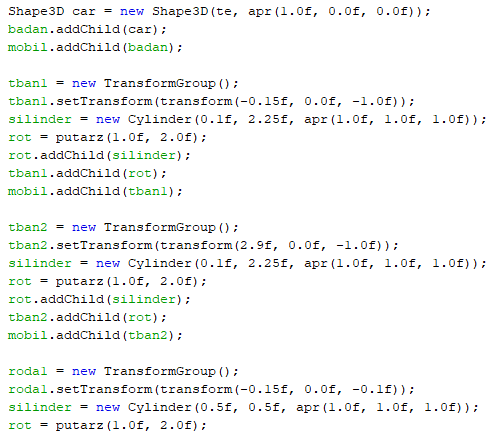 Shape3D car = new Shape3D(te, apr(1.0f, 0.0f, 0.0f));
badan.addChild(car);
mobil.addChild(badan);
tban1 = new TransformGroup();
tban1.setTransform(transform(-0.15f, 0.0f, -1.0f));
silinder = new Cylinder(0.1f, 2.25f, apr(1.0f, 1.0f, 1.0f));
rot = putarz(1.0f, 2.0f);
rot.addChild(silinder);
tban1.addChild(rot);
mobil.addChild(tban1);
tban2 = new TransformGroup();
tban2.setTransform(transform(2.9f, 0.0f, -1.0f));
silinder = new Cylinder(0.1f, 2.25f, apr(1.0f, 1.0f, 1.0f));
rot = putarz(1.0f, 2.0f);
rot.addChild(silinder);
tban2.addChild(rot);
mobil.addChild(tban2);
roda1 = new TransformGroup();
roda1.setTransform(transform(-0.15f, 0.0f, -0.1f));
silinder = new Cylinder(0.5f, 0.5f, apr(1.0f, 1.0f, 1.0f));
rot = putarz(1.0f, 2.0f);